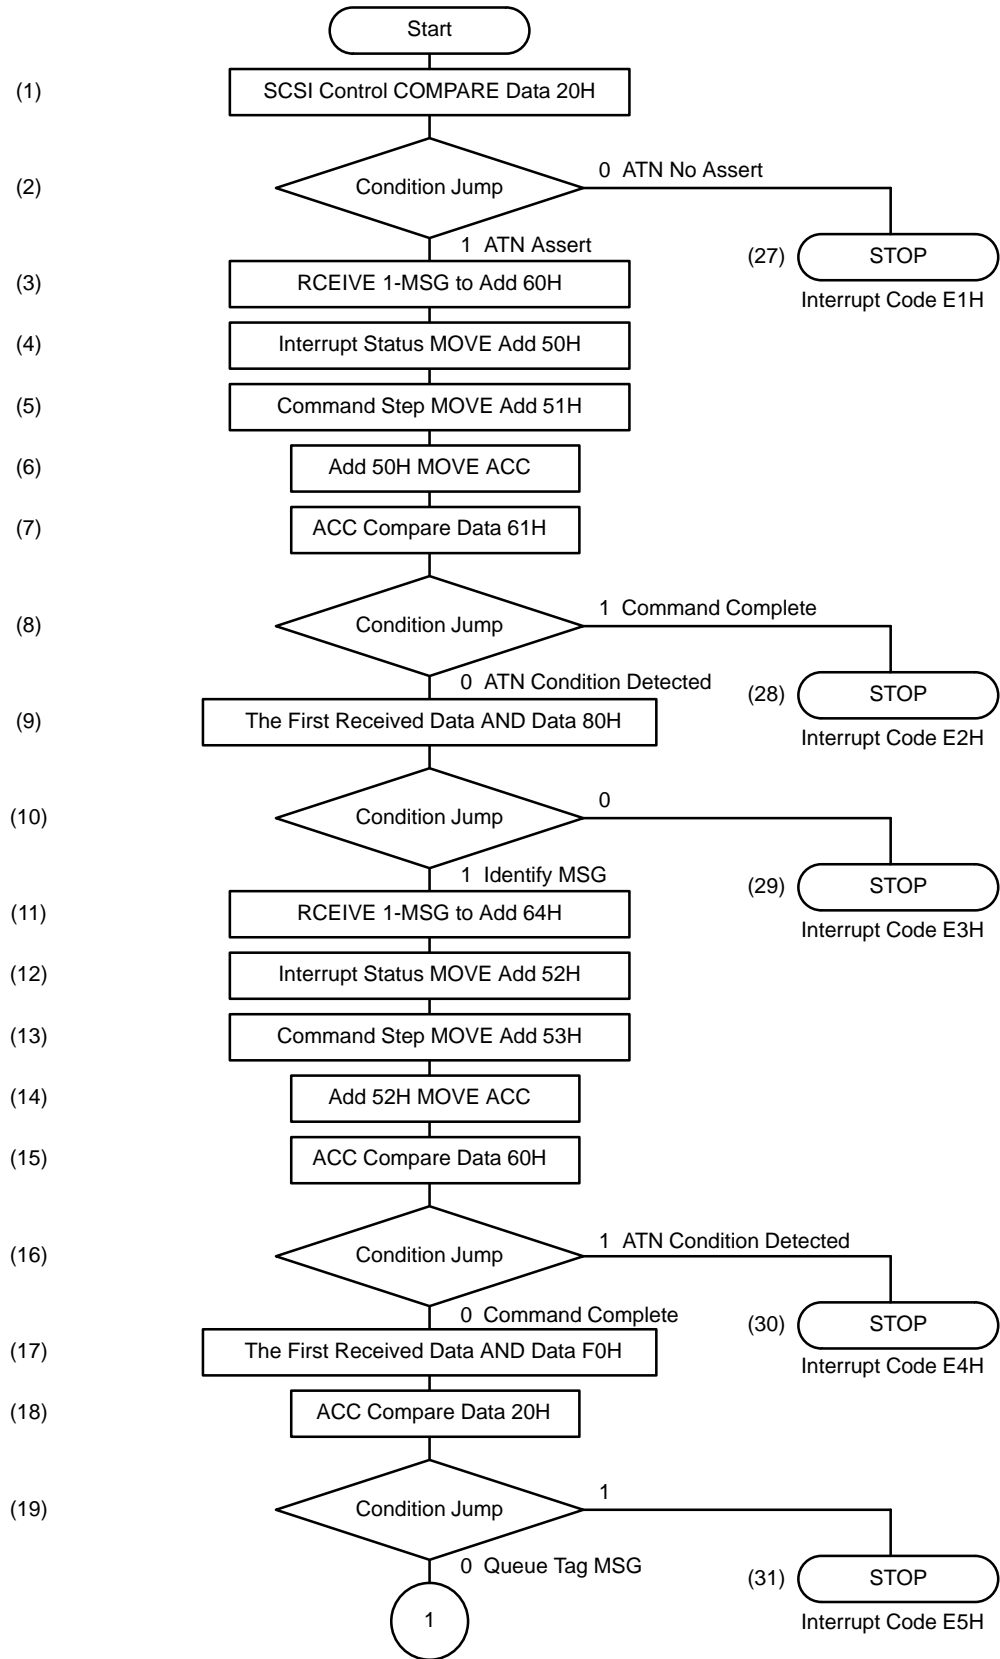 Start
(1)
SCSI Control COMPARE Data 20H
(2)
Condition Jump
0 ATN No Assert
1 ATN Assert
(27)
STOP
Interrupt Code E1H
(3)
RCEIVE 1-MSG to Add 60H
(4)
Interrupt Status MOVE Add 50H
(5)
Command Step MOVE Add 51H
(6)
Add 50H MOVE ACC
(7)
ACC Compare Data 61H
(8)
Condition Jump
1 Command Complete
0 ATN Condition Detected
(28)
STOP
Interrupt Code E2H
(9)
The First Received Data AND Data 80H
(10)
Condition Jump
0
1 Identify MSG
(29)
STOP
Interrupt Code E3H
(11)
RCEIVE 1-MSG to Add 64H
(12)
Interrupt Status MOVE Add 52H
(13)
Command Step MOVE Add 53H
(14)
Add 52H MOVE ACC
(15)
ACC Compare Data 60H
(16)
Condition Jump
1 ATN Condition Detected
0 Command Complete
(30)
STOP
Interrupt Code E4H
(17)
The First Received Data AND Data F0H
(18)
ACC Compare Data 20H
(19)
Condition Jump
1
0 Queue Tag MSG
(31)
STOP
Interrupt Code E5H
1